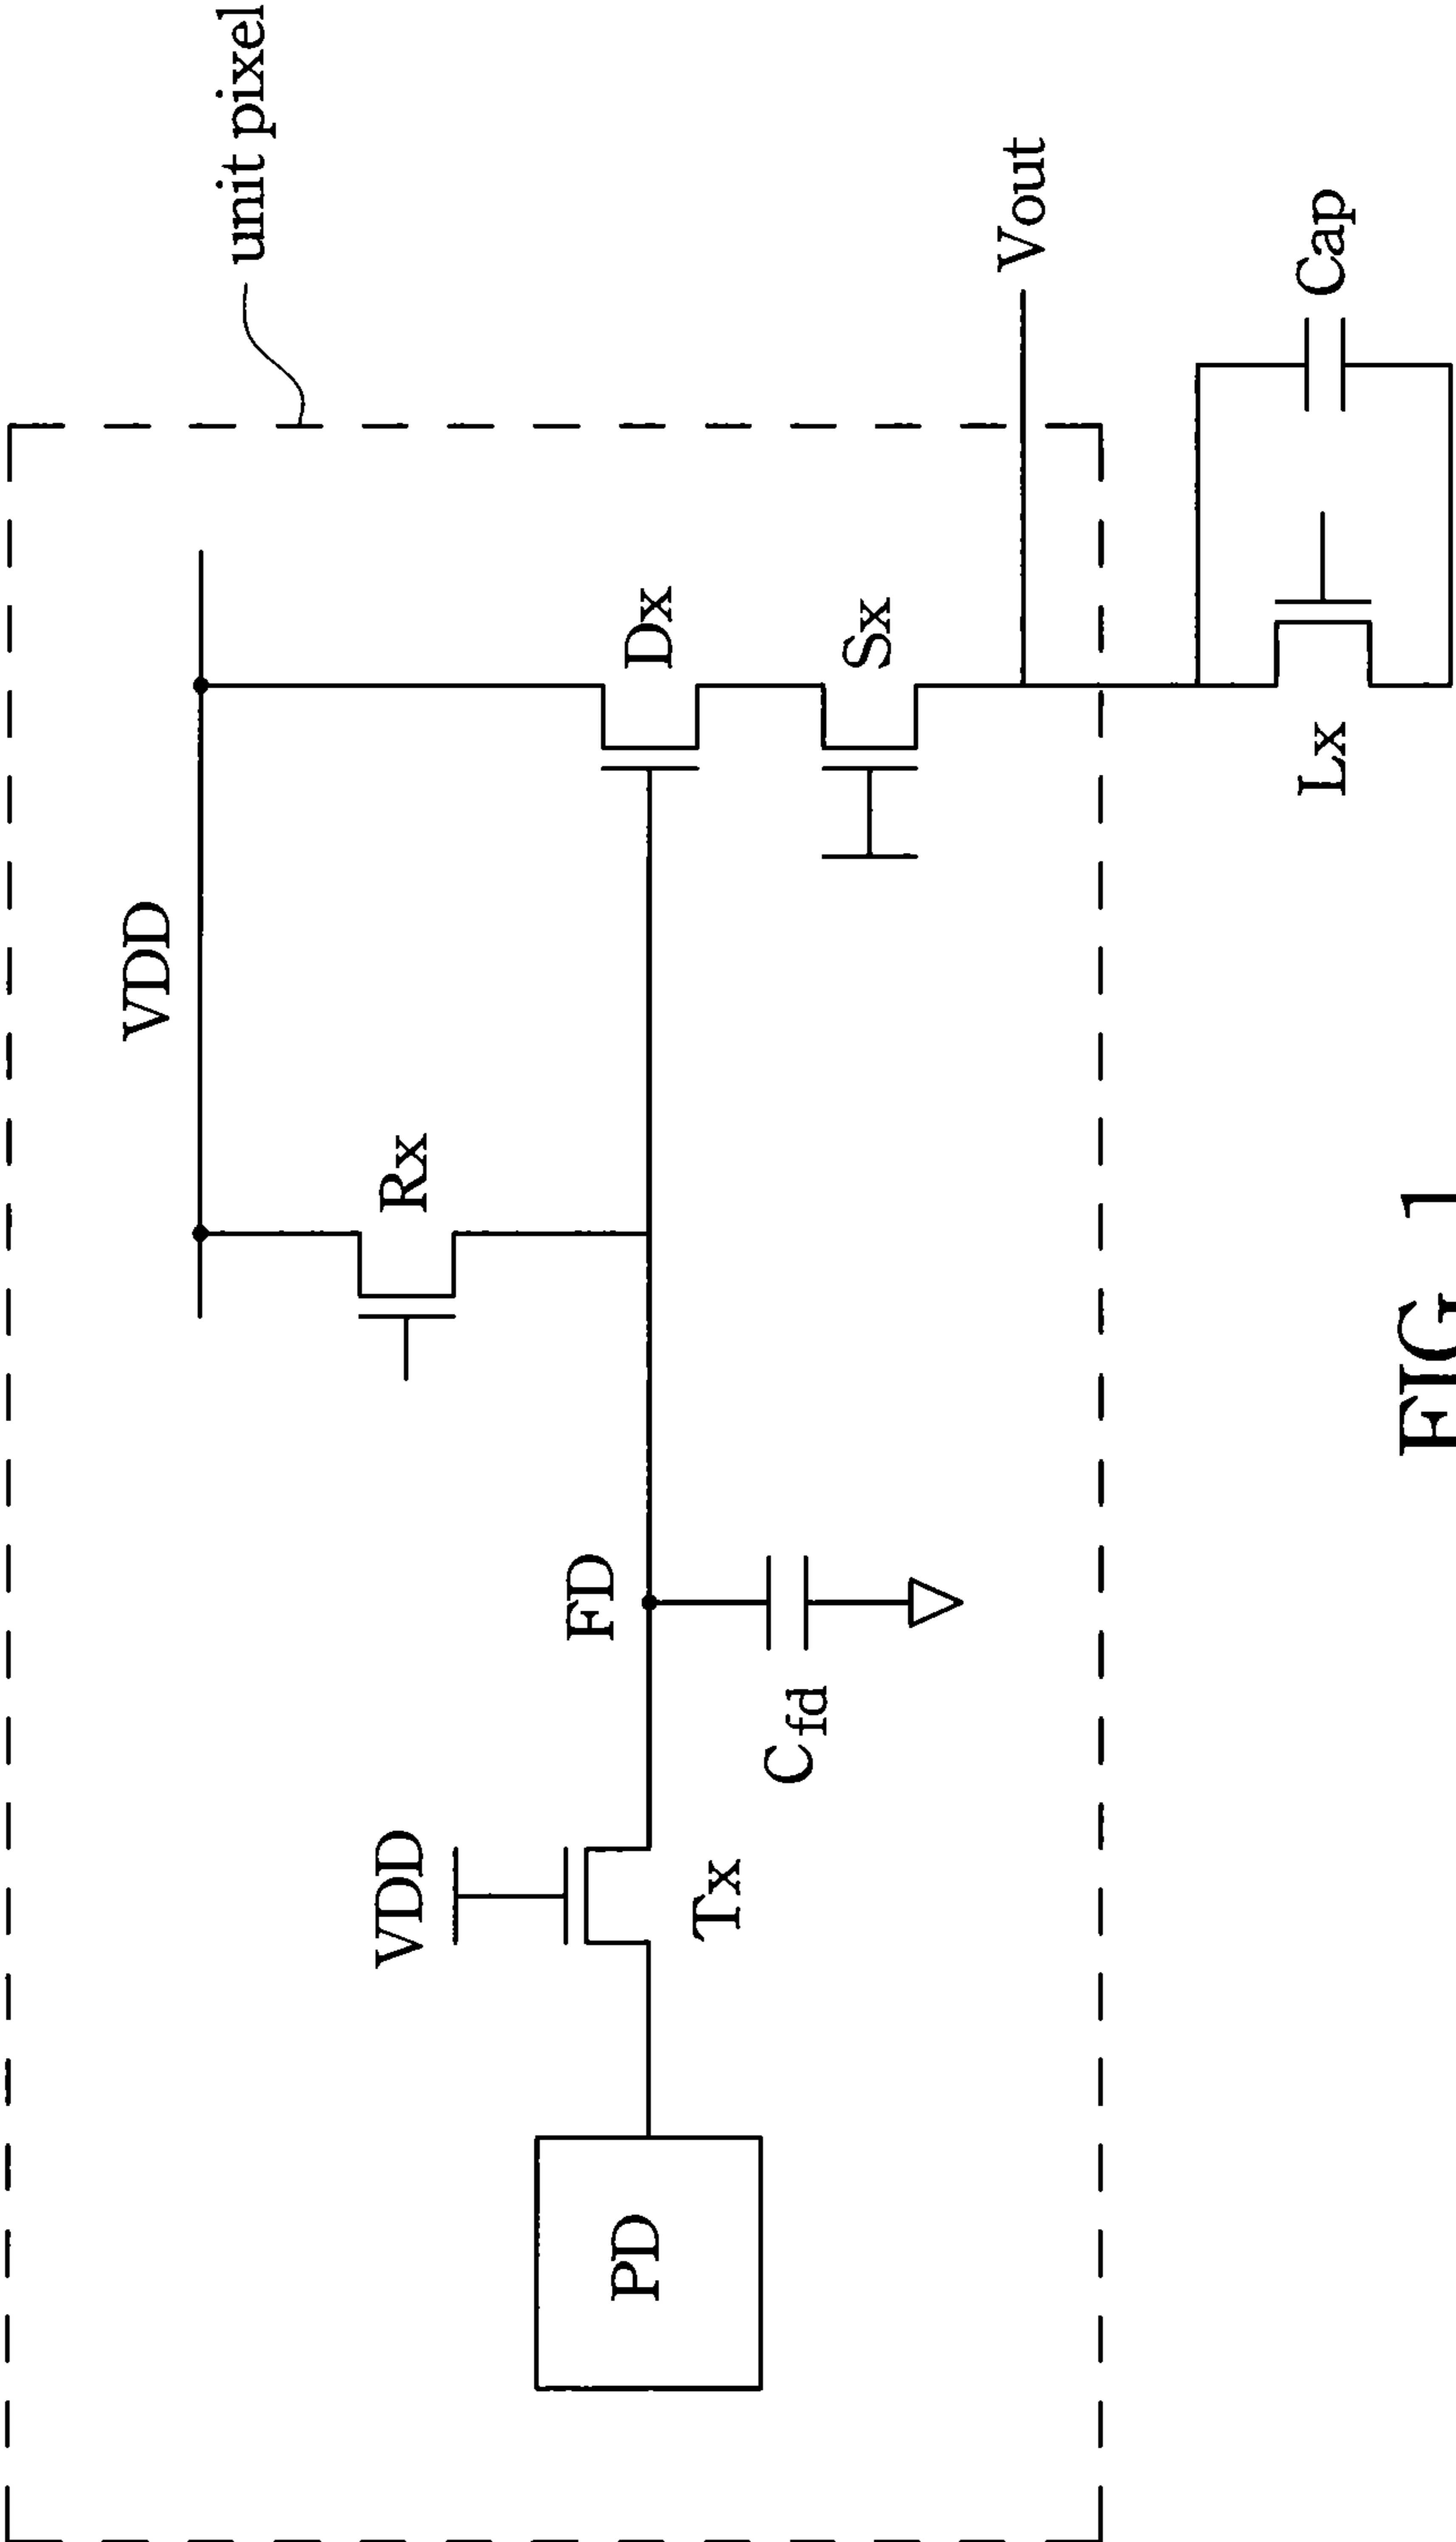 unit pixel
VDD
Rx
VDD
FD
Dx
PD
Tx
Cfd
Sx
Vout
Lx
Cap
FIG. 1